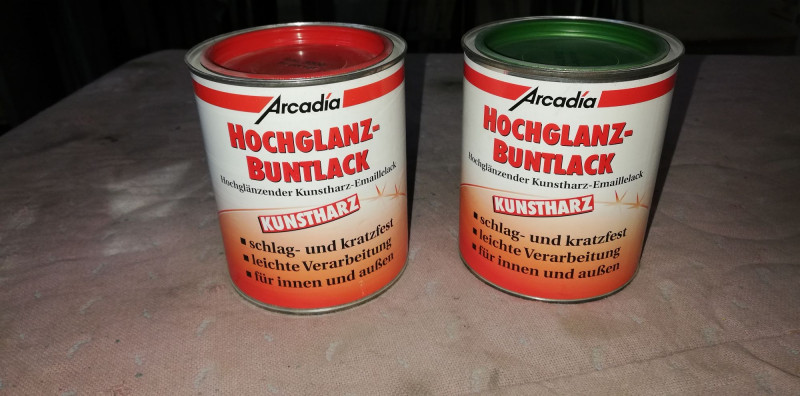 Arcadia
HOCHGLANZ-
BUNTLACK
Hochglänzender Kunstharz-Emaillelack
KUNSTHARZ
▪ schlag- und kratzfest
▪ leichte Verarbeitung
▪ für innen und außen
Arcadia
HOCHGLANZ-
BUNTLACK
Hochglänzender Kunstharz-Emaillelack
KUNSTHARZ
▪ schlag- und kratzfest
▪ leichte Verarbeitung
▪ für innen und außen